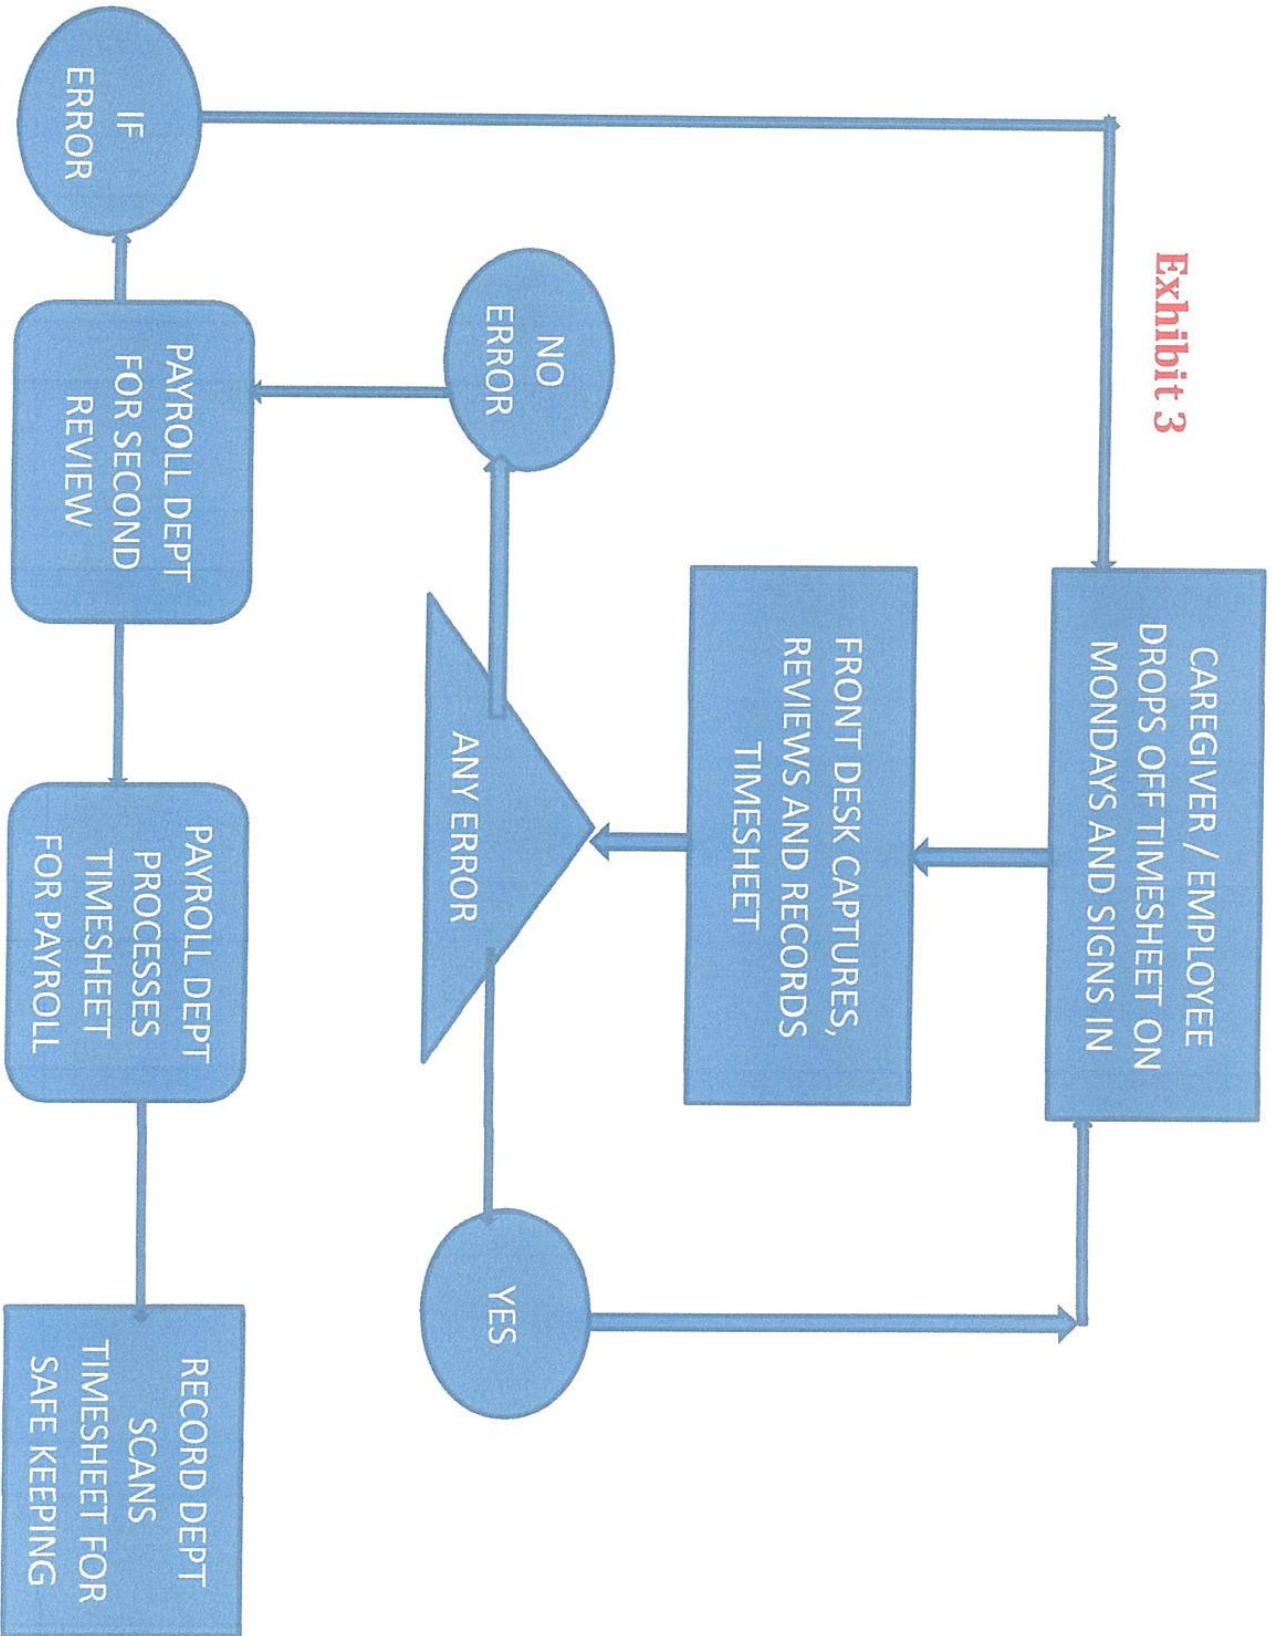 Exhibit 3
CAREGIVER / EMPLOYEE
DROPS OFF TIMESHEET ON
MONDAYS AND SIGNS IN
FRONT DESK CAPTURES,
REVIEWS AND RECORDS
TIMESHEET
ANY ERROR
NO
ERROR
YES
IF
ERROR
PAYROLL DEPT
FOR SECOND
REVIEW
PAYROLL DEPT
PROCESSES
TIMESHEET
FOR PAYROLL
RECORD DEPT
SCANS
TIMESHEET FOR
SAFE KEEPING